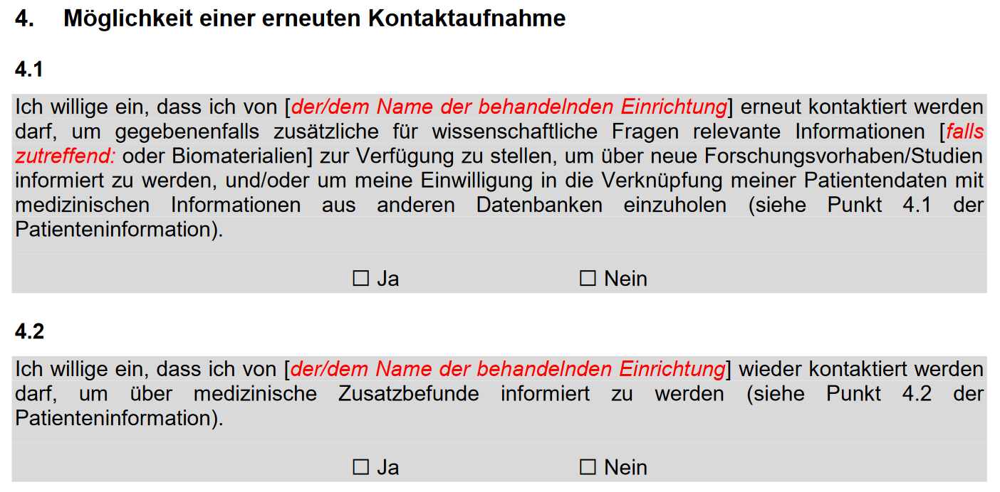 4. Möglichkeit einer erneuten Kontaktaufnahme
4.1
Ich willige ein, dass ich von [der/dem Name der behandelnden Einrichtung] erneut kontaktiert werden
darf, um gegebenenfalls zusätzliche für wissenschaftliche Fragen relevante Informationen [falls
zutreffend: oder Biomaterialien] zur Verfügung zu stellen, um über neue Forschungsvorhaben/Studien
informiert zu werden, und/oder um meine Einwilligung in die Verknüpfung meiner Patientendaten mit
medizinischen Informationen aus anderen Datenbanken einzuholen (siehe Punkt 4.1 der
Patienteninformation).
☐ Ja ☐ Nein
4.2
Ich willige ein, dass ich von [der/dem Name der behandelnden Einrichtung] wieder kontaktiert werden
darf, um über medizinische Zusatzbefunde informiert zu werden (siehe Punkt 4.2 der
Patienteninformation).
☐ Ja ☐ Nein